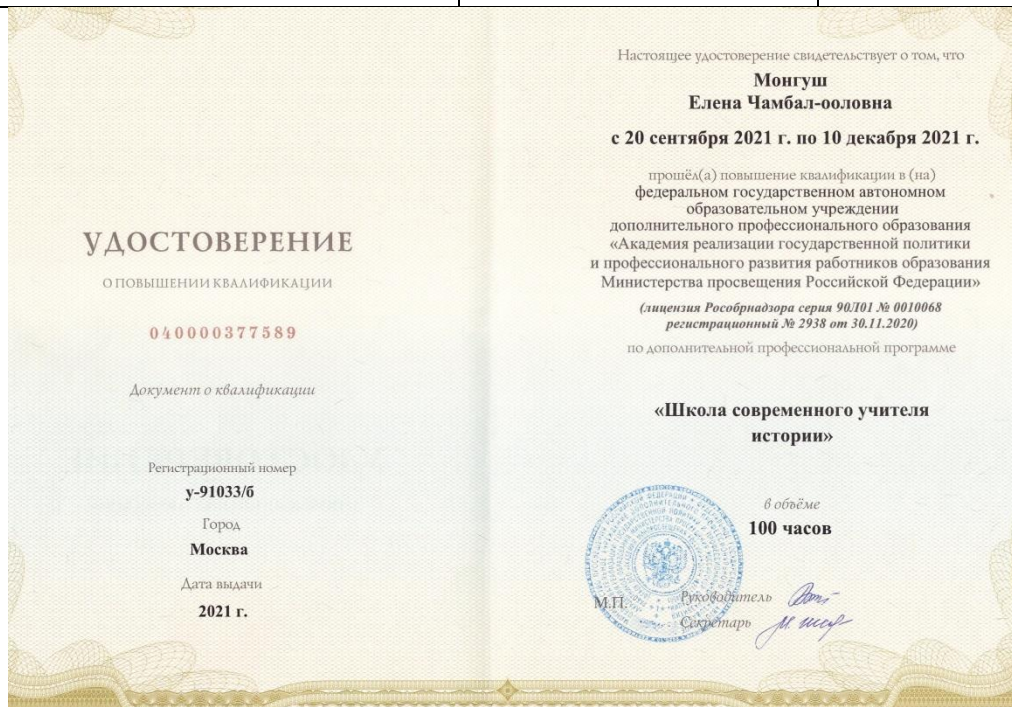 УДОСТОВЕРЕНИЕ
О ПОВЫШЕНИИ КВАЛИФИКАЦИИ
040000377589
Документ о квалификации
Регистрационный номер
у-91033/б
Город
Москва
Дата выдачи
2021 г.
Настоящее удостоверение свидетельствует о том, что
Монгуш
Елена Чамбал-ооловна
с 20 сентября 2021 г. по 10 декабря 2021 г.
прошёл(а) повышение квалификации в (на)
федеральном государственном автономном
образовательном учреждении
дополнительного профессионального образования
«Академия реализации государственной политики
и профессионального развития работников образования
Министерства просвещения Российской Федерации»
(лицензия Рособрнадзора серия 90Л01 № 0010068
регистрационный № 2938 от 30.11.2020)
по дополнительной профессиональной программе
«Школа современного учителя
истории»
в объёме
100 часов
М.П.
Руководитель
Секретарь